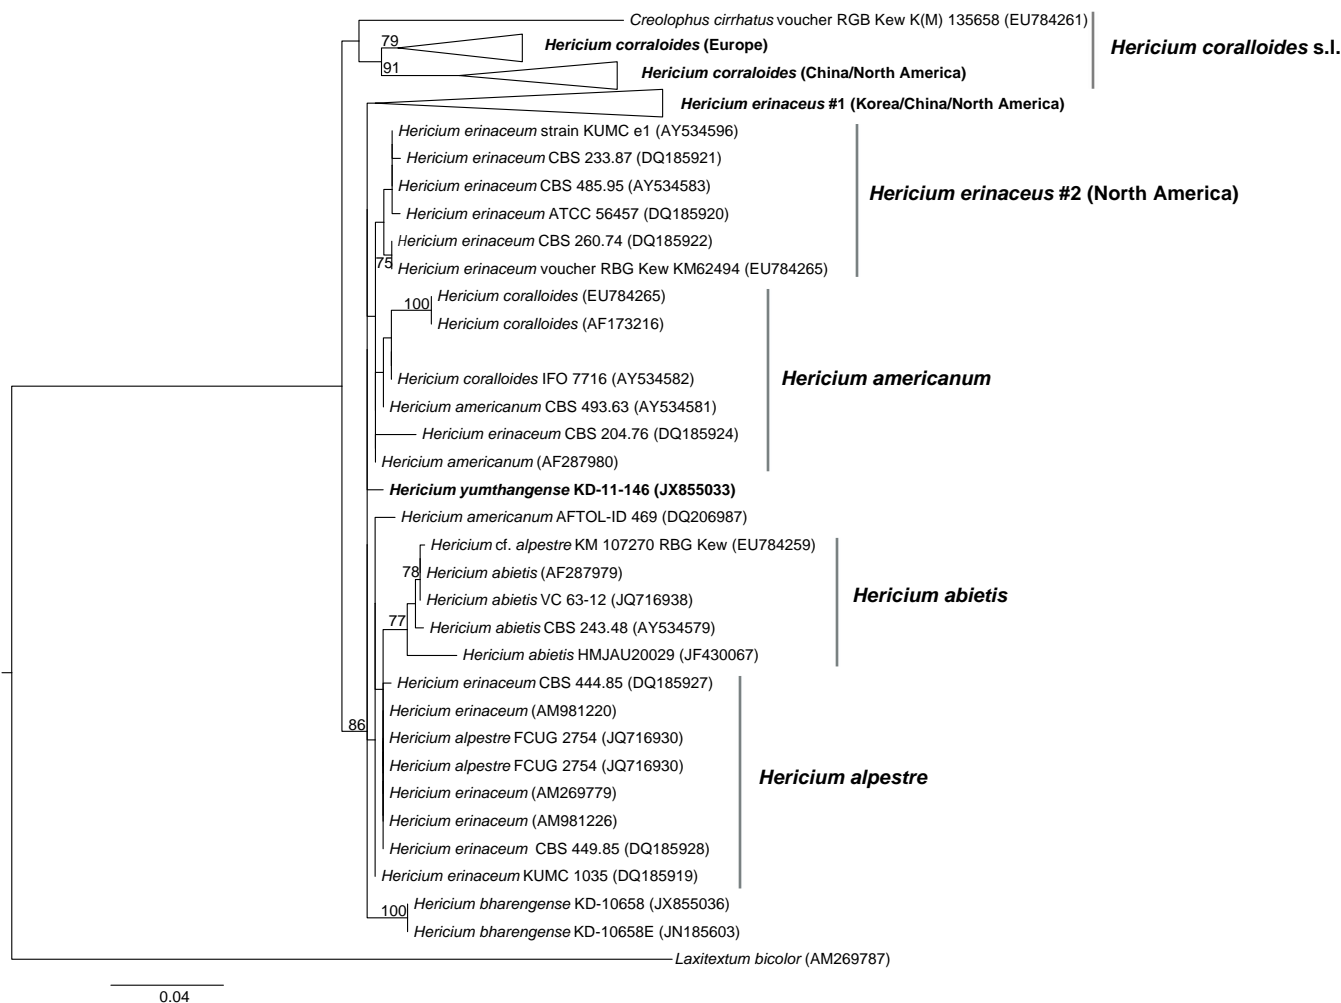 Creolophus cirrhatus voucher RGB Kew K(M) 135658 (EU784261)
79
Hericium corraloides (Europe)
Hericium coralloides s.l.
91
Hericium corraloides (China/North America)
Hericium erinaceus #1 (Korea/China/North America)
Hericium erinaceum strain KUMC e1 (AY534596)
Hericium erinaceum CBS 233.87 (DQ185921)
Hericium erinaceum CBS 485.95 (AY534583)
Hericium erinaceus #2 (North America)
Hericium erinaceum ATCC 56457 (DQ185920)
Hericium erinaceum CBS 260.74 (DQ185922)
75
Hericium erinaceum voucher RBG Kew KM62494 (EU784265)
Hericium coralloides (EU784265)
100
Hericium coralloides (AF173216)
Hericium coralloides IFO 7716 (AY534582)
Hericium americanum
Hericium americanum CBS 493.63 (AY534581)
Hericium erinaceum CBS 204.76 (DQ185924)
Hericium americanum (AF287980)
Hericium yumthangense KD-11-146 (JX855033)
Hericium americanum AFTOL-ID 469 (DQ206987)
Hericium cf. alpestre KM 107270 RBG Kew (EU784259)
78
Hericium abietis (AF287979)
Hericium abietis VC 63-12 (JQ716938)
Hericium abietis
77
Hericium abietis CBS 243.48 (AY534579)
Hericium abietis HMJAU20029 (JF430067)
Hericium erinaceum CBS 444.85 (DQ185927)
Hericium erinaceum (AM981220)
86
Hericium alpestre FCUG 2754 (JQ716930)
Hericium alpestre FCUG 2754 (JQ716930)
Hericium alpestre
Hericium erinaceum (AM269779)
Hericium erinaceum (AM981226)
Hericium erinaceum CBS 449.85 (DQ185928)
Hericium erinaceum KUMC 1035 (DQ185919)
Hericium bharengense KD-10658 (JX855036)
100
Hericium bharengense KD-10658E (JN185603)
Laxitextum bicolor (AM269787)
0.04